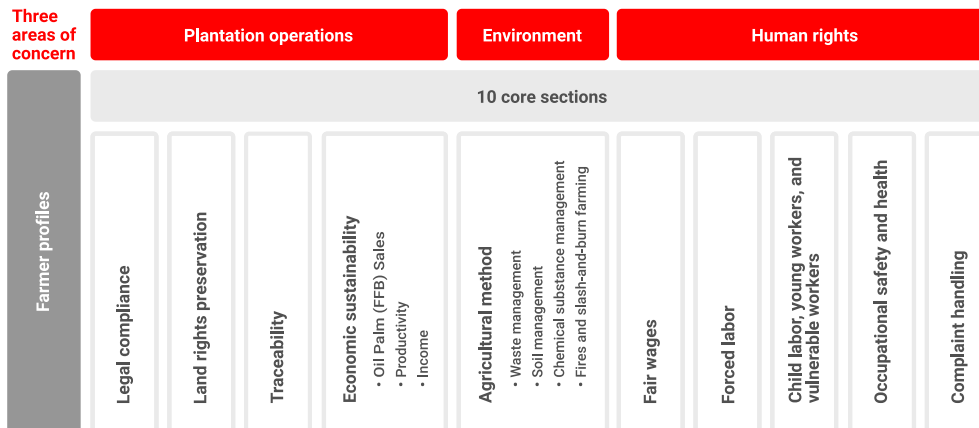 Three
areas of
concern
Plantation operations
Environment
Human rights
10 core sections
Farmer profiles
Legal compliance
Land rights preservation
Traceability
Economic sustainability
• Oil Palm (FFB) Sales
• Productivity
• Income
Agricultural method
• Waste management
• Soil management
• Chemical substance management
• Fires and slash-and-burn farming
Fair wages
Forced labor
Child labor, young workers, and
vulnerable workers
Occupational safety and health
Complaint handling